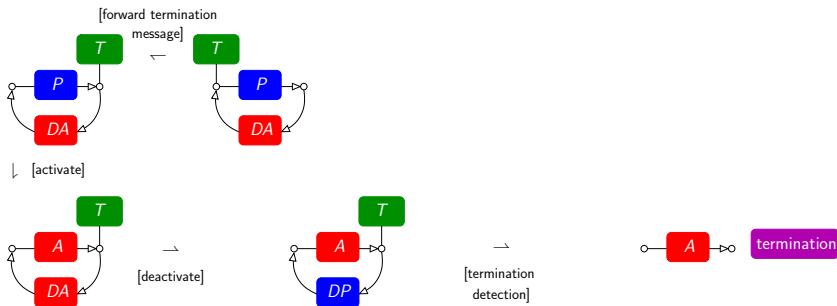 [forward termination
message]
T
T
P
P
DA
DA
[activate]
T
T
A
A
A
termination
[deactivate]
[termination
detection]
DA
DP